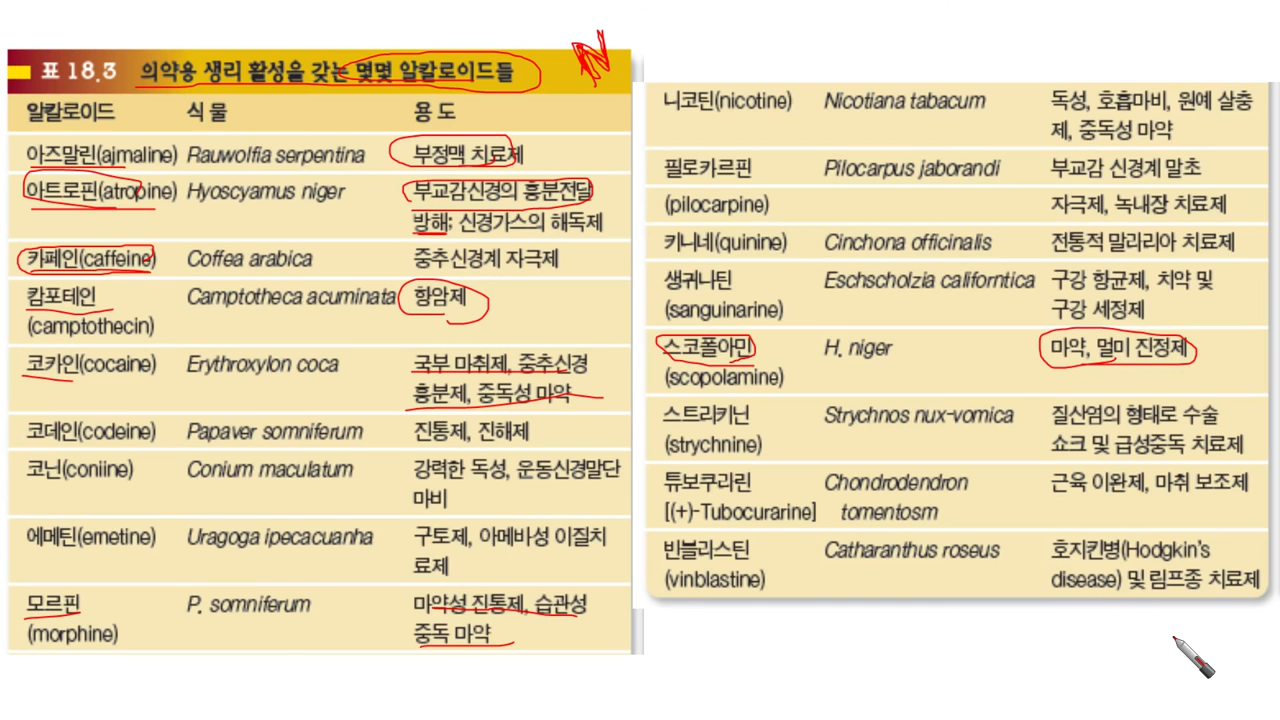 표 18.3 의약용 생리 활성을 갖는 몇몇 알칼로이드들
N
알칼로이드 식물 용도
아즈말린(ajmaline) Rauwolfia serpentina 부정맥 치료제
아트로핀(atropine) Hyoscyamus niger 부교감신경의 흥분전달
방해; 신경가스의 해독제
카페인(caffeine) Coffea arabica 중추신경계 자극제
캄포테인 Camptotheca acuminata 항암제
(camptothecin)
코카인(cocaine) Erythroxylon coca 국부 마취제, 중추신경
흥분제, 중독성 마약
코데인(codeine) Papaver somniferum 진통제, 진해제
코닌(coniine) Conium maculatum 강력한 독성, 운동신경말단
마비
에메틴(emetine) Uragoga ipecacuanha 구토제, 아메바성 이질치
료제
모르핀 P. somniferum 마약성 진통제, 습관성
(morphine) 중독 마약
니코틴(nicotine) Nicotiana tabacum 독성, 호흡마비, 원예 살충
제, 중독성 마약
필로카르핀 Pilocarpus jaborandi 부교감 신경계 말초
(pilocarpine) 자극제, 녹내장 치료제
키니네(quinine) Cinchona officinalis 전통적 말리리아 치료제
생귀나틴 Eschscholzia californtica 구강 항균제, 치약 및
(sanguinarine) 구강 세정제
스코폴아민 H. niger 마약, 멀미 진정제
(scopolamine)
스트리키닌 Strychnos nux-vomica 질산염의 형태로 수술
(strychnine) 쇼크 및 급성중독 치료제
튜보쿠라린 Chondrodendron 근육 이완제, 마취 보조제
[(+)-Tubocurarine] tomentosm
빈블리스틴 Catharanthus roseus 호지킨병(Hodgkin's
(vinblastine) disease) 및 림프종 치료제